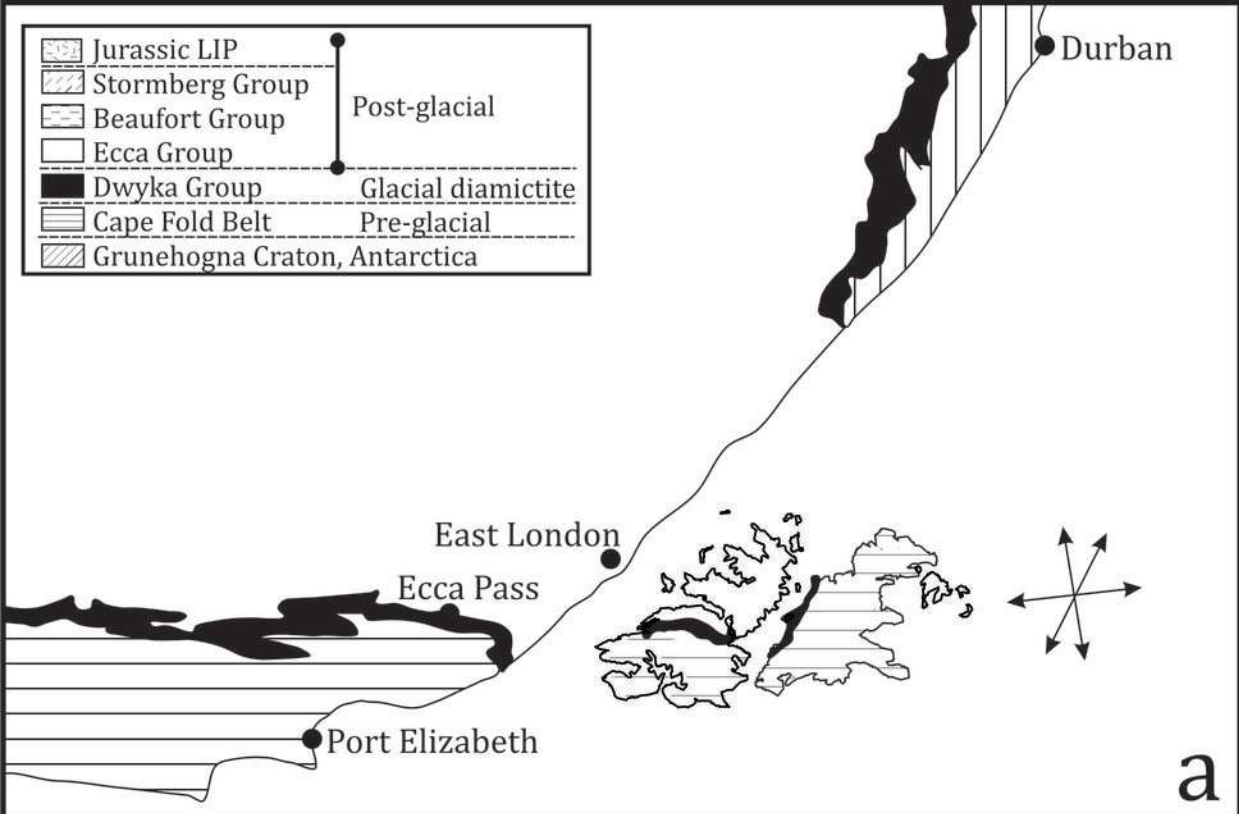 Jurassic LIP
Stormberg Group
Beaufort Group
Ecca Group
Post-glacial
Dwyka Group Glacial diamictite
Cape Fold Belt Pre-glacial
Grunehogna Craton, Antarctica
Durban
East London
Ecca Pass
Port Elizabeth
a